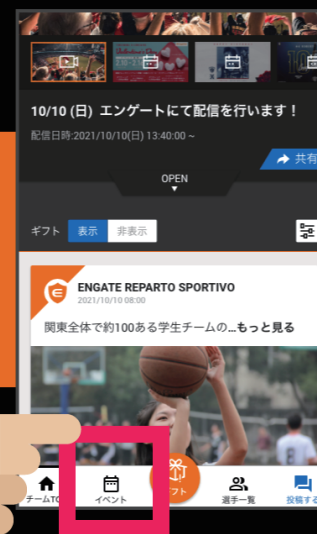 10/10 (日) エンゲートにて配信を行います！
配信日時:2021/10/10(日) 13:40:00 ~
共有
OPEN
ギフト 表示 非表示
ENGATE REPARTO SPORTIVO
2021/10/10 08:00
関東全体で約100ある学生チームの...もっと見る
チームTO
イベント
フト
選手一覧
投稿する